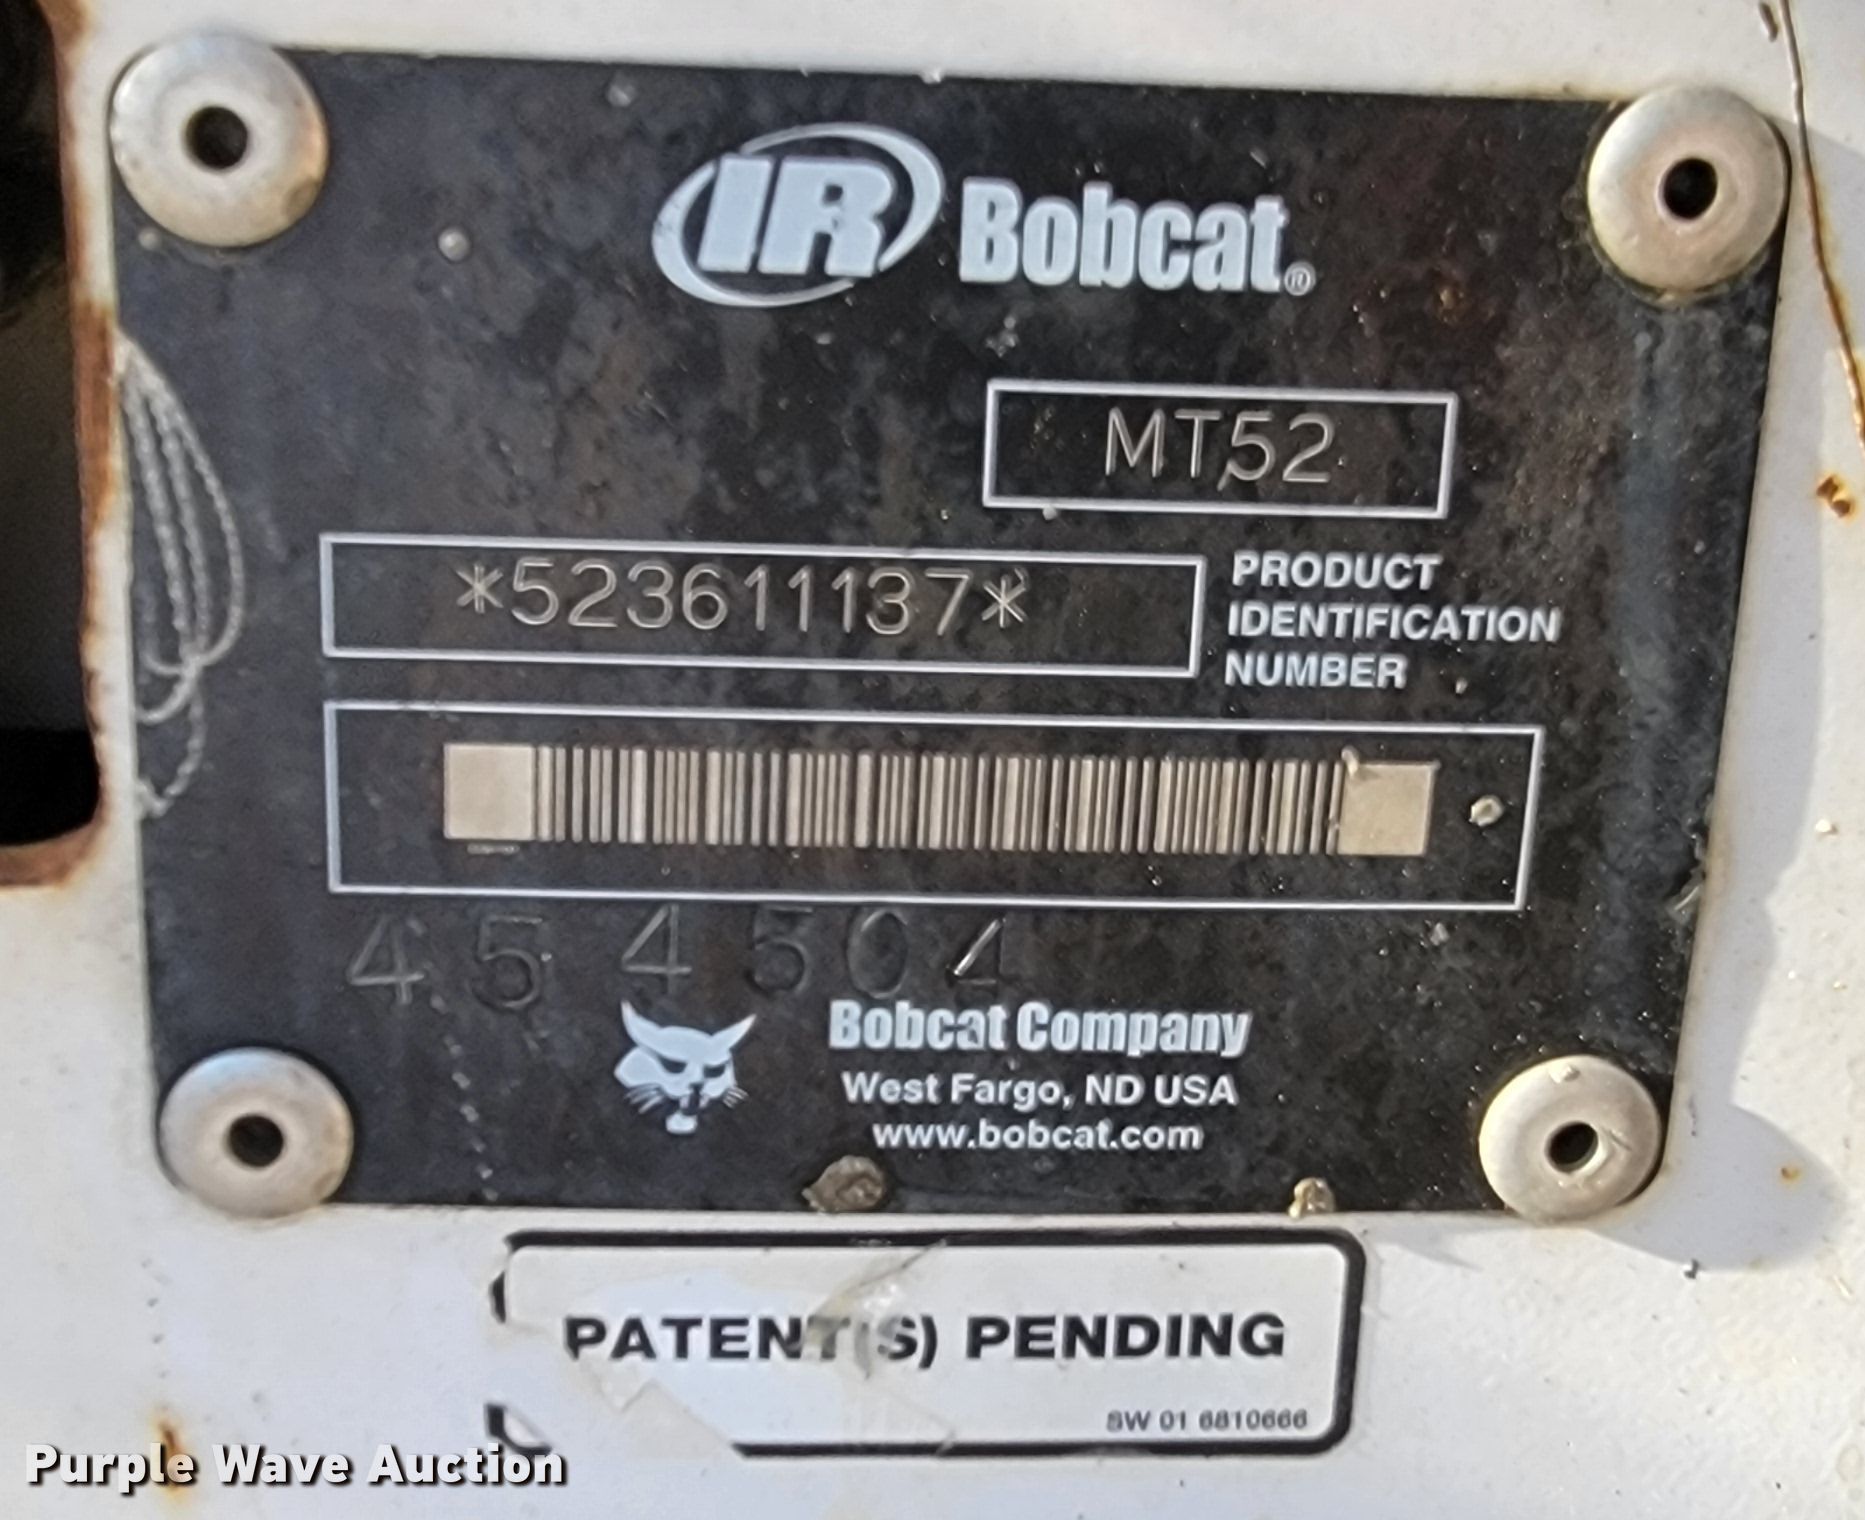 IR Bobcat®
MT52
*523611137*
PRODUCT
IDENTIFICATION
NUMBER
454504
Bobcat Company
West Fargo, ND USA
www.bobcat.com
PATENT(S) PENDING
SW 01 6810666
Purple Wave Auction